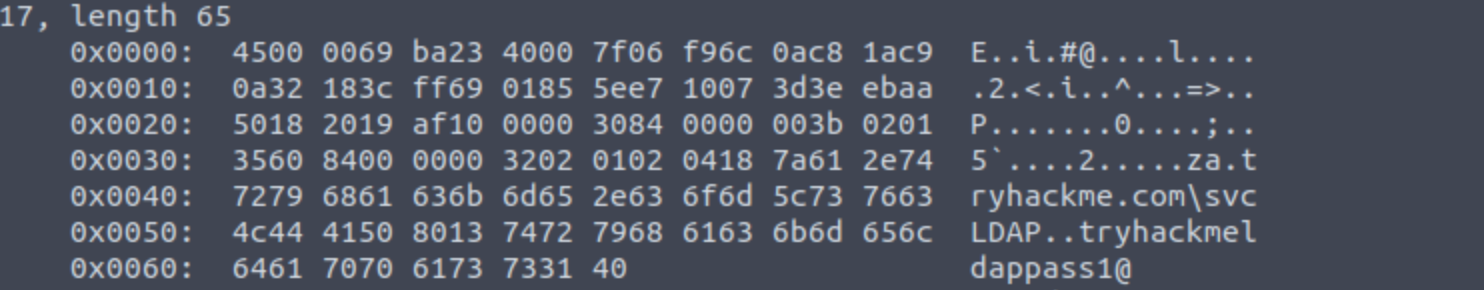 17, length 65
0x0000:  4500 0069 ba23 4000 7f06 f96c 0ac8 1ac9  E..i.#@....l....
0x0010:  0a32 183c ff69 0185 5ee7 1007 3d3e ebaa  .2.<.i..^...=>..
0x0020:  5018 2019 af10 0000 3084 0000 003b 0201  P.......0....;..
0x0030:  3560 8400 0000 3202 0102 0418 7a61 2e74  5`....2.....za.t
0x0040:  7279 6861 636b 6d65 2e63 6f6d 5c73 7663  ryhackme.com\svc
0x0050:  4c44 4150 8013 7472 7968 6163 6b6d 656c  LDAP..tryhackmel
0x0060:  6461 7070 6173 7331 40  dappass1@